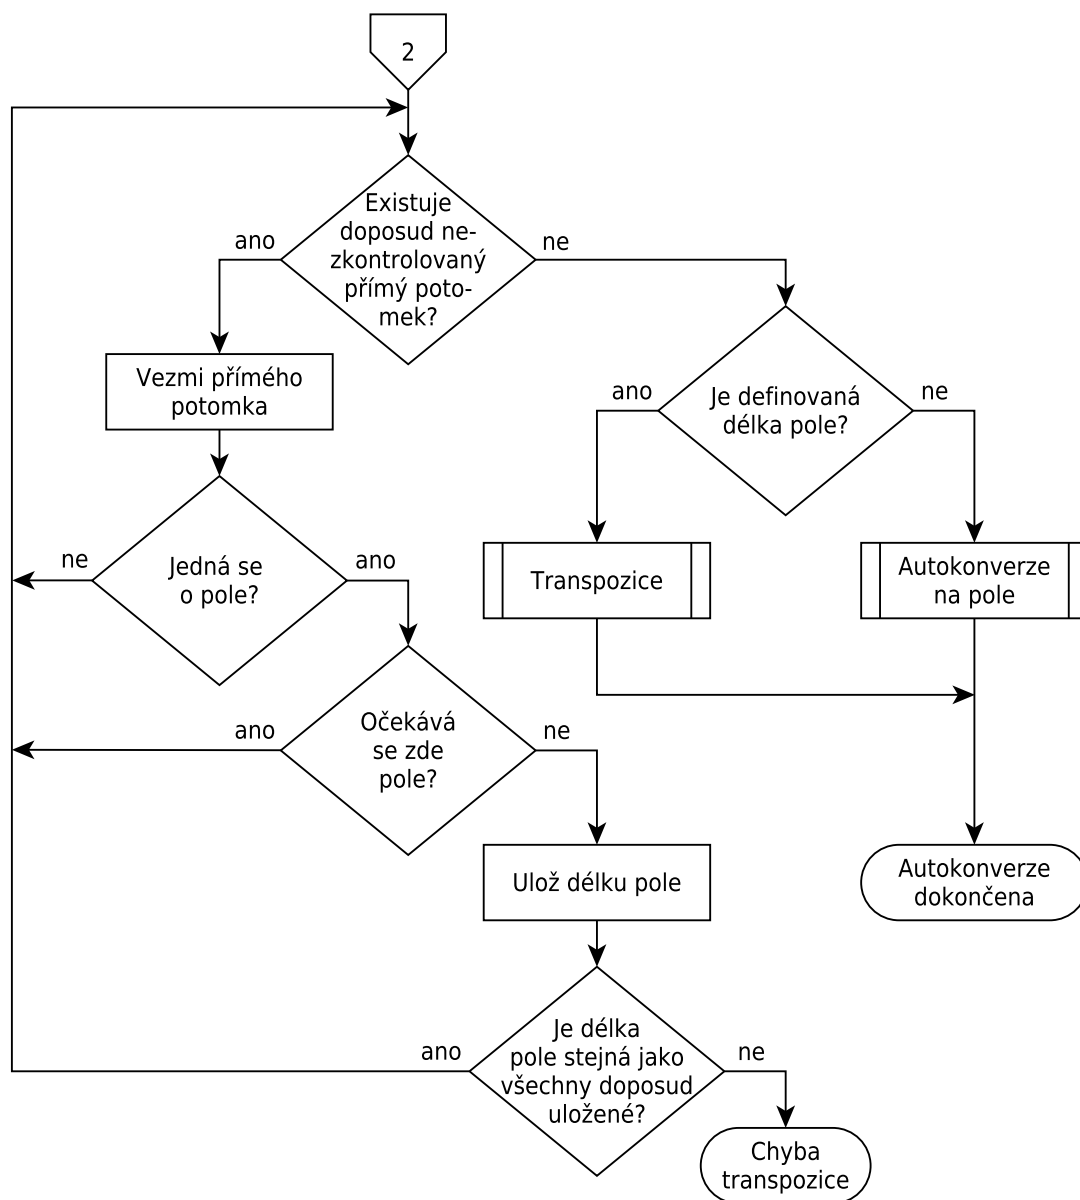 2
Existuje
doposud ne-
zkontrolovaný
přímý poto-
mek?
ano
ne
Vezmi přímého
potomka
Je definovaná
délka pole?
ano
ne
Jedná se
o pole?
ne
ano
Transpozice
Autokonverze
na pole
Očekává
se zde
pole?
ano
ne
Ulož délku pole
Autokonverze
dokončena
Je délka
pole stejná jako
všechny doposud
uložené?
ano
ne
Chyba
transpozice